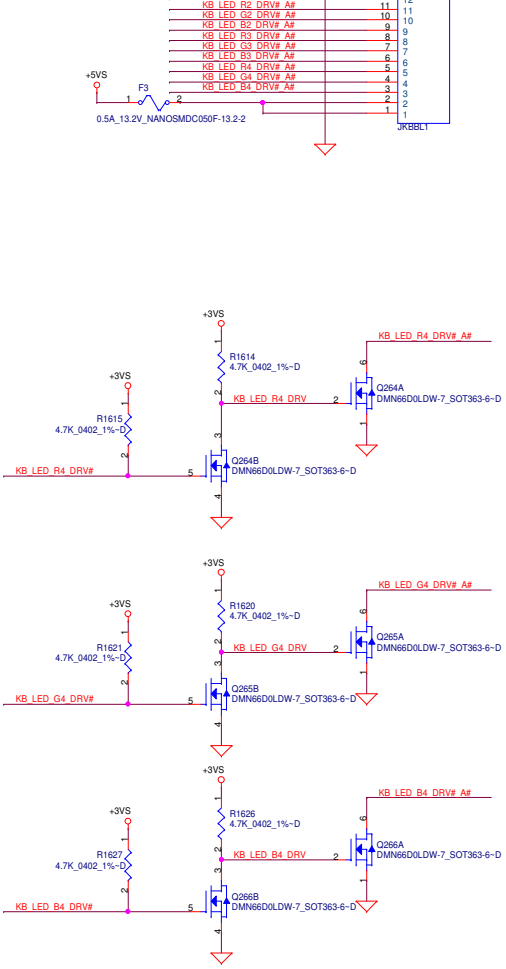 12
KB_LED_R2_DRV#_A# 11 11
KB_LED_G2_DRV#_A# 10 10
KB_LED_B2_DRV#_A# 9 9
KB_LED_R3_DRV#_A# 8 8
KB_LED_G3_DRV#_A# 7 7
KB_LED_B3_DRV#_A# 6 6
KB_LED_R4_DRV#_A# 5 5
KB_LED_G4_DRV#_A# 4 4
KB_LED_B4_DRV#_A# 3 3
+5VS
F3
1 2 2 2
1 1
0.5A_13.2V_NANOSMDC050F-13.2-2
JKBBL1
+3VS
1
R1614
4.7K_0402_1%~D
2
KB_LED_R4_DRV#_A#
6
KB_LED_R4_DRV 2
Q264A
DMN66D0LDW-7_SOT363-6~D
1
+3VS
1
R1615
4.7K_0402_1%~D
2
KB_LED_R4_DRV# 5
3
Q264B
DMN66D0LDW-7_SOT363-6~D
4
+3VS
1
R1620
4.7K_0402_1%~D
2
KB_LED_G4_DRV#_A#
6
KB_LED_G4_DRV 2
Q265A
DMN66D0LDW-7_SOT363-6~D
1
+3VS
1
R1621
4.7K_0402_1%~D
2
KB_LED_G4_DRV# 5
3
Q265B
DMN66D0LDW-7_SOT363-6~D
4
+3VS
1
R1626
4.7K_0402_1%~D
2
KB_LED_B4_DRV#_A#
6
KB_LED_B4_DRV 2
Q266A
DMN66D0LDW-7_SOT363-6~D
1
+3VS
1
R1627
4.7K_0402_1%~D
2
KB_LED_B4_DRV# 5
3
Q266B
DMN66D0LDW-7_SOT363-6~D
4